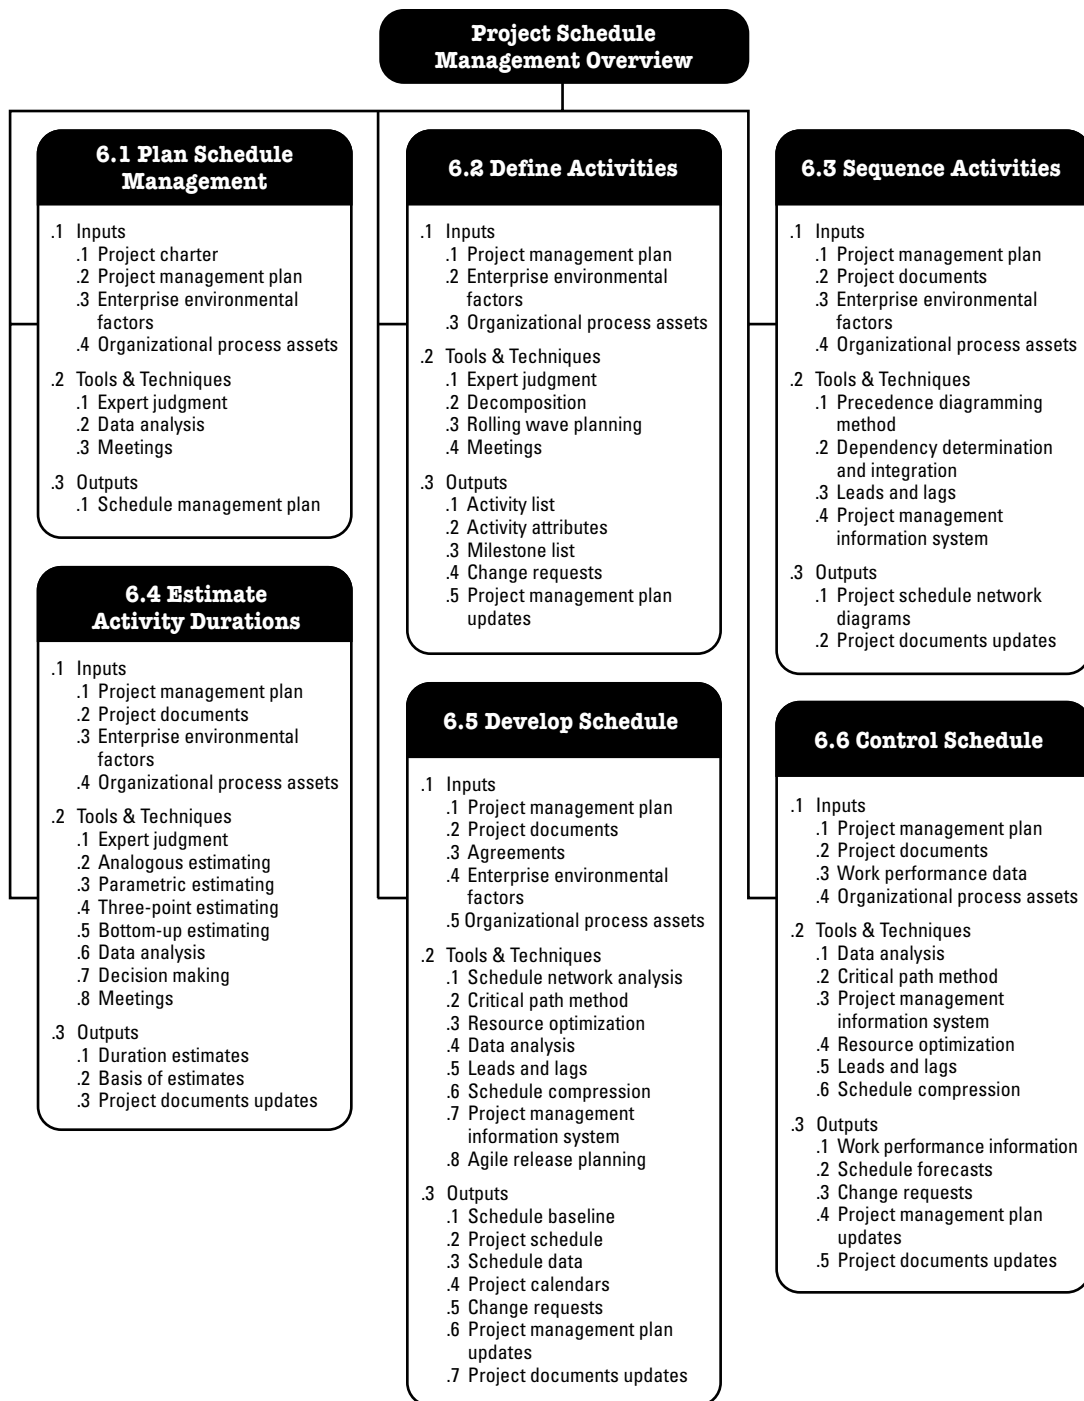 Project Schedule
Management Overview
6.1 Plan Schedule
Management
.1 Inputs
.1 Project charter
.2 Project management plan
.3 Enterprise environmental
factors
.4 Organizational process assets
.2 Tools & Techniques
.1 Expert judgment
.2 Data analysis
.3 Meetings
.3 Outputs
.1 Schedule management plan
6.2 Define Activities
.1 Inputs
.1 Project management plan
.2 Enterprise environmental
factors
.3 Organizational process assets
.2 Tools & Techniques
.1 Expert judgment
.2 Decomposition
.3 Rolling wave planning
.4 Meetings
.3 Outputs
.1 Activity list
.2 Activity attributes
.3 Milestone list
.4 Change requests
.5 Project management plan
updates
6.3 Sequence Activities
.1 Inputs
.1 Project management plan
.2 Project documents
.3 Enterprise environmental
factors
.4 Organizational process assets
.2 Tools & Techniques
.1 Precedence diagramming
method
.2 Dependency determination
and integration
.3 Leads and lags
.4 Project management
information system
.3 Outputs
.1 Project schedule network
diagrams
.2 Project documents updates
6.4 Estimate
Activity Durations
.1 Inputs
.1 Project management plan
.2 Project documents
.3 Enterprise environmental
factors
.4 Organizational process assets
.2 Tools & Techniques
.1 Expert judgment
.2 Analogous estimating
.3 Parametric estimating
.4 Three-point estimating
.5 Bottom-up estimating
.6 Data analysis
.7 Decision making
.8 Meetings
.3 Outputs
.1 Duration estimates
.2 Basis of estimates
.3 Project documents updates
6.5 Develop Schedule
.1 Inputs
.1 Project management plan
.2 Project documents
.3 Agreements
.4 Enterprise environmental
factors
.5 Organizational process assets
.2 Tools & Techniques
.1 Schedule network analysis
.2 Critical path method
.3 Resource optimization
.4 Data analysis
.5 Leads and lags
.6 Schedule compression
.7 Project management
information system
.8 Agile release planning
.3 Outputs
.1 Schedule baseline
.2 Project schedule
.3 Schedule data
.4 Project calendars
.5 Change requests
.6 Project management plan
updates
.7 Project documents updates
6.6 Control Schedule
.1 Inputs
.1 Project management plan
.2 Project documents
.3 Work performance data
.4 Organizational process assets
.2 Tools & Techniques
.1 Data analysis
.2 Critical path method
.3 Project management
information system
.4 Resource optimization
.5 Leads and lags
.6 Schedule compression
.3 Outputs
.1 Work performance information
.2 Schedule forecasts
.3 Change requests
.4 Project management plan
updates
.5 Project documents updates